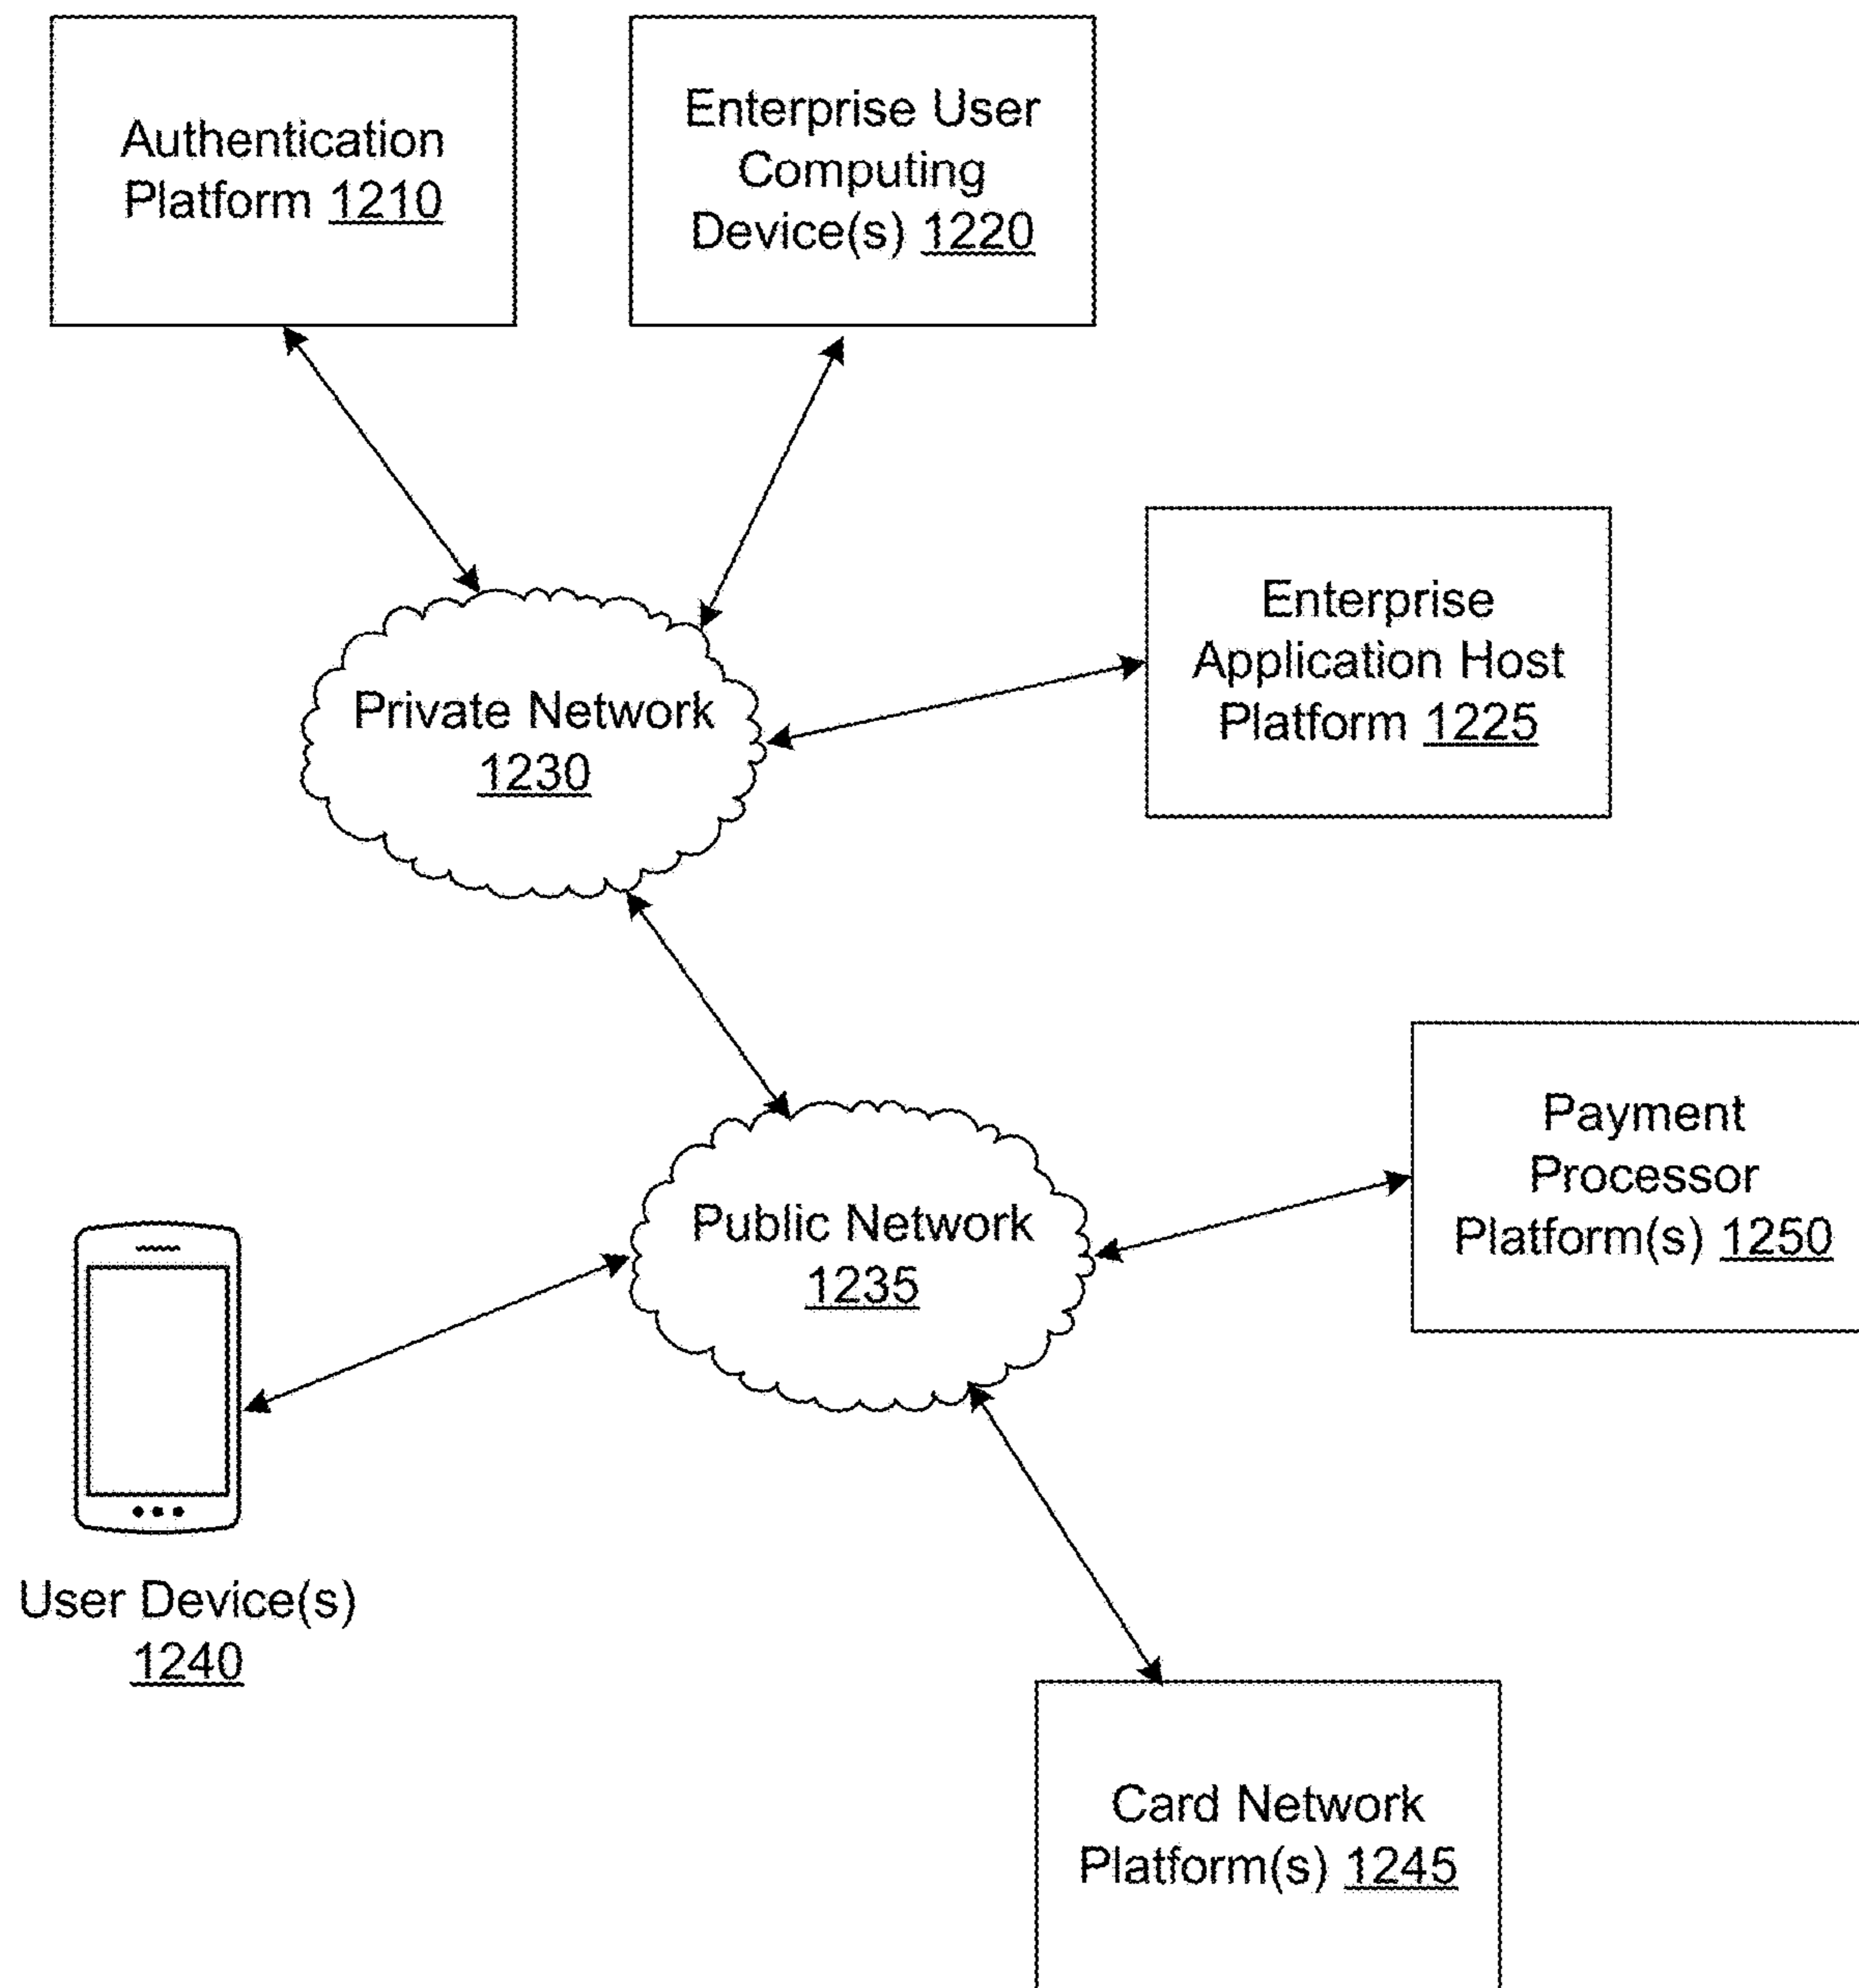 Authentication
Platform 1210
Enterprise User
Computing
Device(s) 1220
Enterprise
Application Host
Platform 1225
Private Network
1230
Payment
Processor
Platform(s) 1250
Public Network
1235
User Device(s)
1240
Card Network
Platform(s) 1245